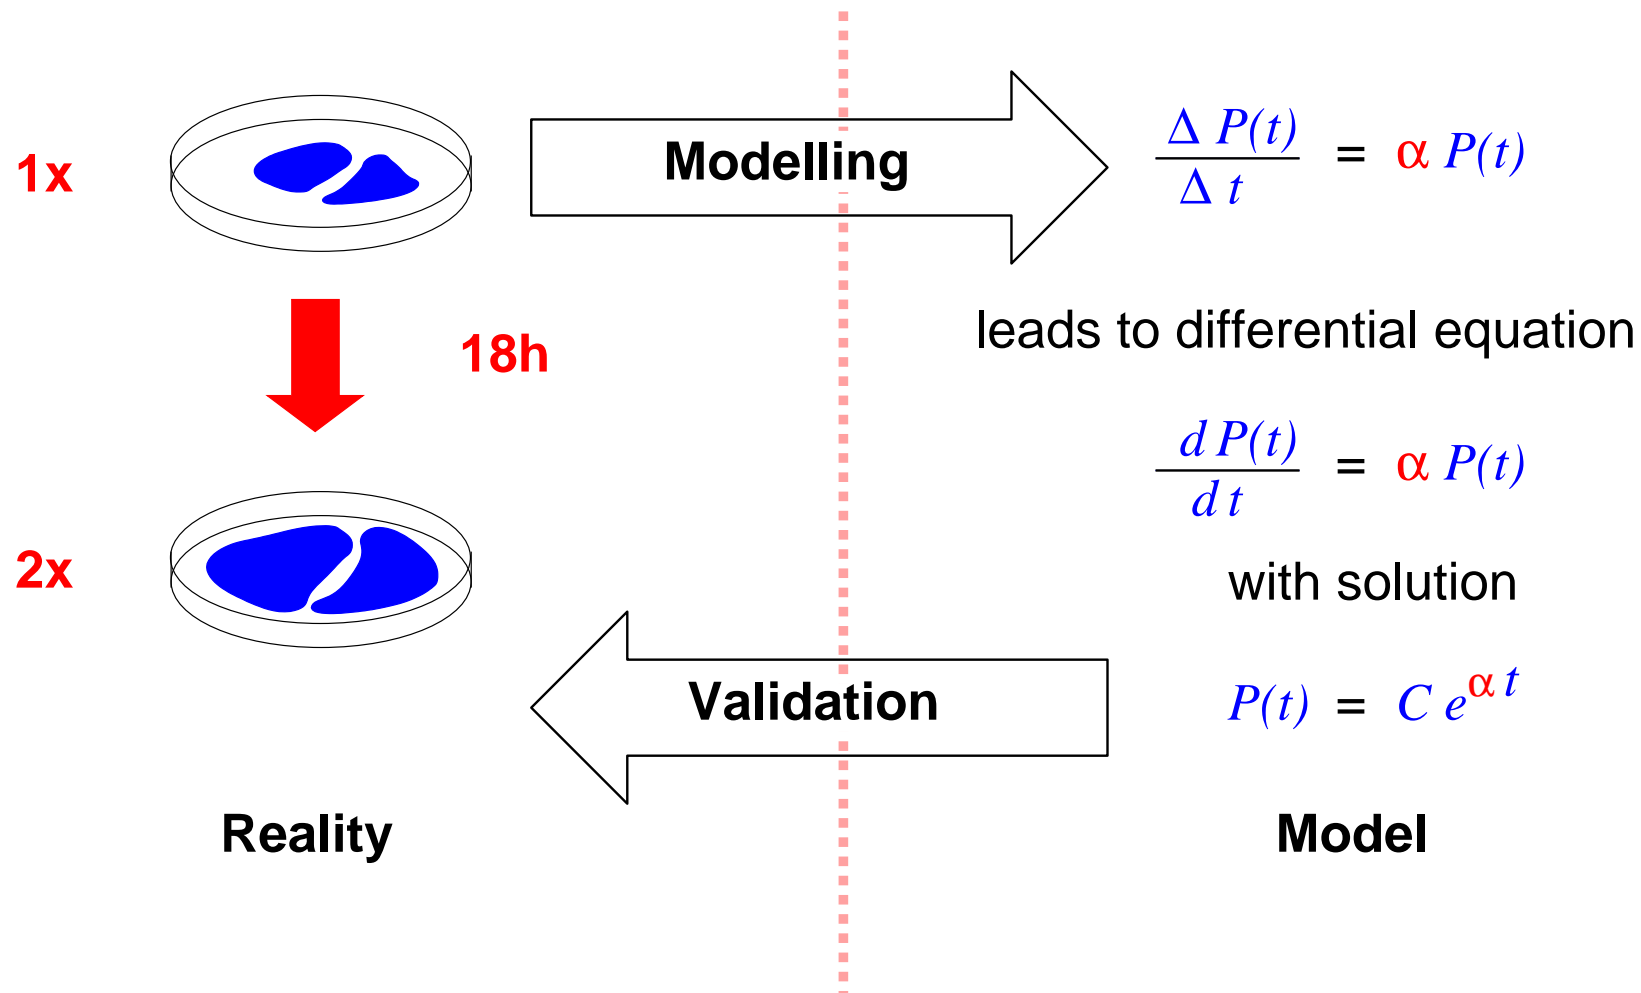 1x
Modelling
Δ P(t)
Δ t
= α P(t)
18h
leads to differential equation
d P(t)
d t
= α P(t)
2x
with solution
Validation
P(t) = C e^{α t}
Reality
Model